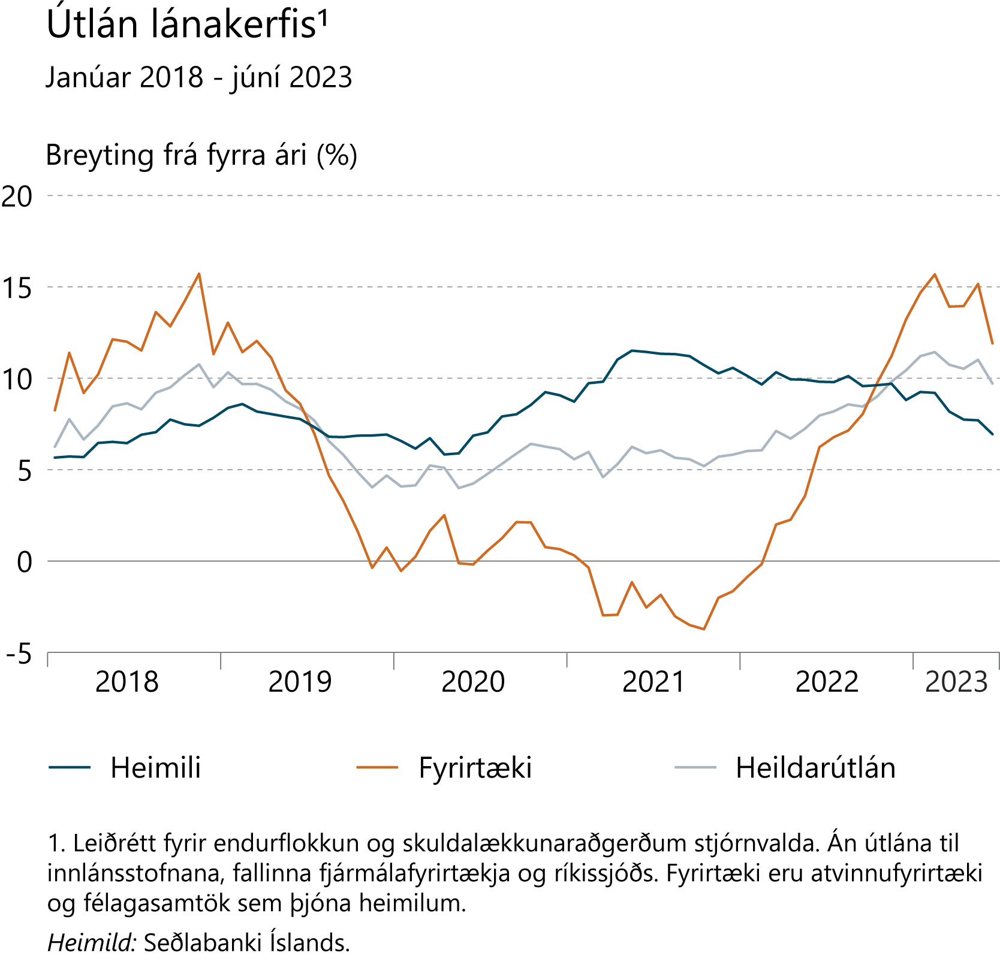 Útlán lánakerfis¹
Janúar 2018 - júní 2023
Breyting frá fyrra ári (%)
20
15
10
5
0
-5
2018 2019 2020 2021 2022 2023
Heimili Fyrirtæki Heildarútlán
1. Leiðrétt fyrir endurflokkun og skuldalækkunaraðgerðum stjórnvalda. Án útlána til
innlánsstofnana, fallinna fjármálafyrirtækja og ríkissjóðs. Fyrirtæki eru atvinnufyrirtæki
og félagasamtök sem þjóna heimilum.
Heimild: Seðlabanki Íslands.